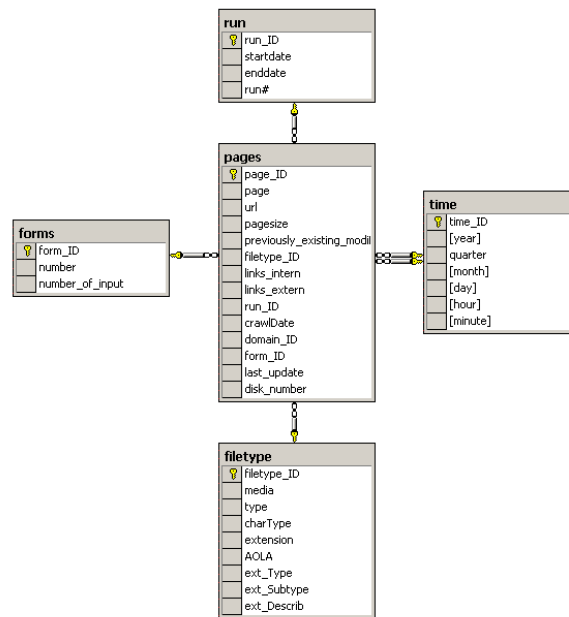 run
run_ID
startdate
enddate
run#
pages
page_ID
page
url
pagesize
previously_existing_modil
filetype_ID
links_intern
links_extern
run_ID
crawlDate
domain_ID
form_ID
last_update
disk_number
forms
form_ID
number
number_of_input
time
time_ID
[year]
quarter
[month]
[day]
[hour]
[minute]
filetype
filetype_ID
media
type
charType
extension
AOLA
ext_Type
ext_Subtype
ext_Describ